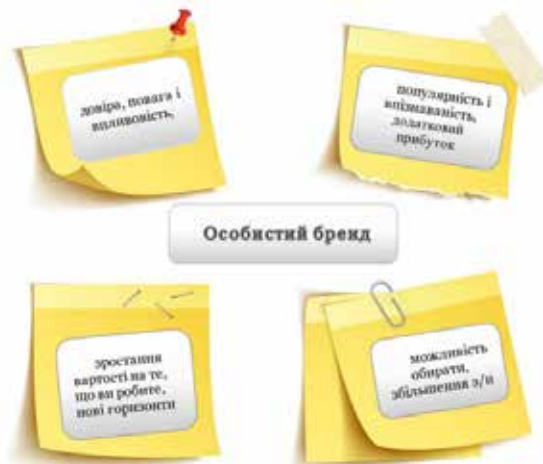 довіра, повага і
впливовість,
популярність і
впізнаваність,
додатковий
прибуток
Особистий бренд
зростання
вартості на те,
що ви робите,
нові горизонти
можливість
обирати,
збільшення з/п